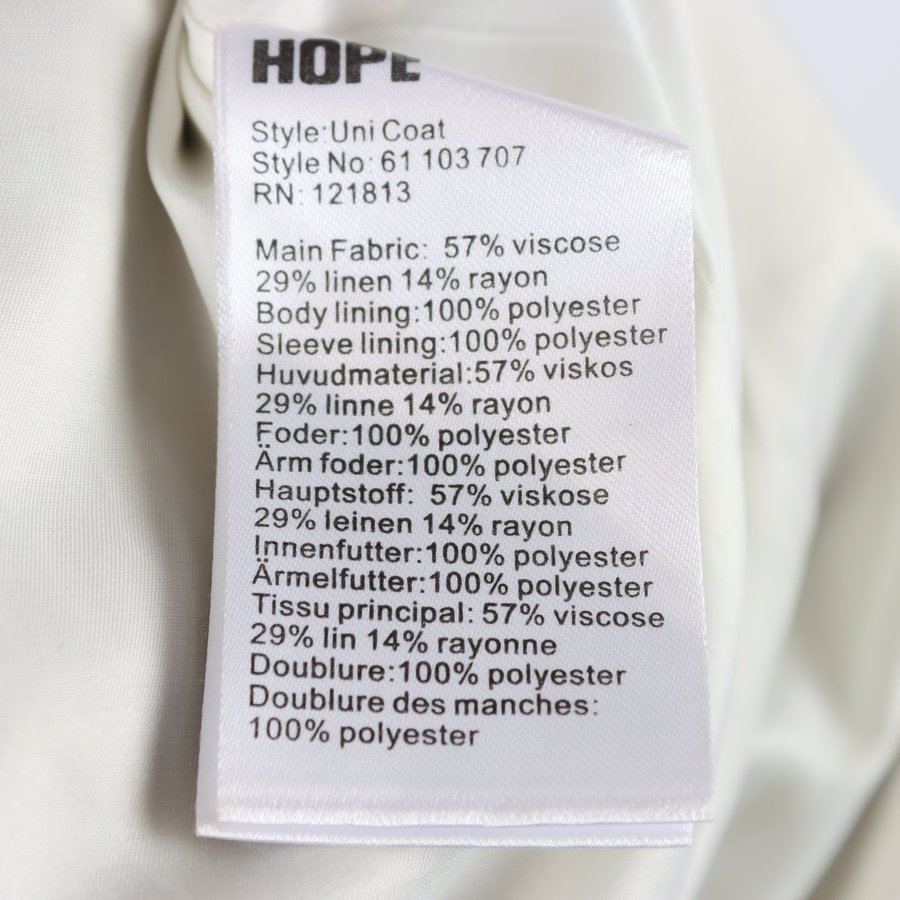 HOPE
Style:Uni Coat
Style No: 61 103 707
RN: 121813
Main Fabric: 57% viscose
29% linen 14% rayon
Body lining:100% polyester
Sleeve lining:100% polyester
Huvudmaterial:57% viskos
29% linne 14% rayon
Foder:100% polyester
Ärm foder:100% polyester
Hauptstoff: 57% viskose
29% leinen 14% rayon
Innenfutter:100% polyester
Ärmelfutter:100% polyester
Tissu principal: 57% viscose
29% lin 14% rayonne
Doublure:100% polyester
Doublure des manches:
100% polyester